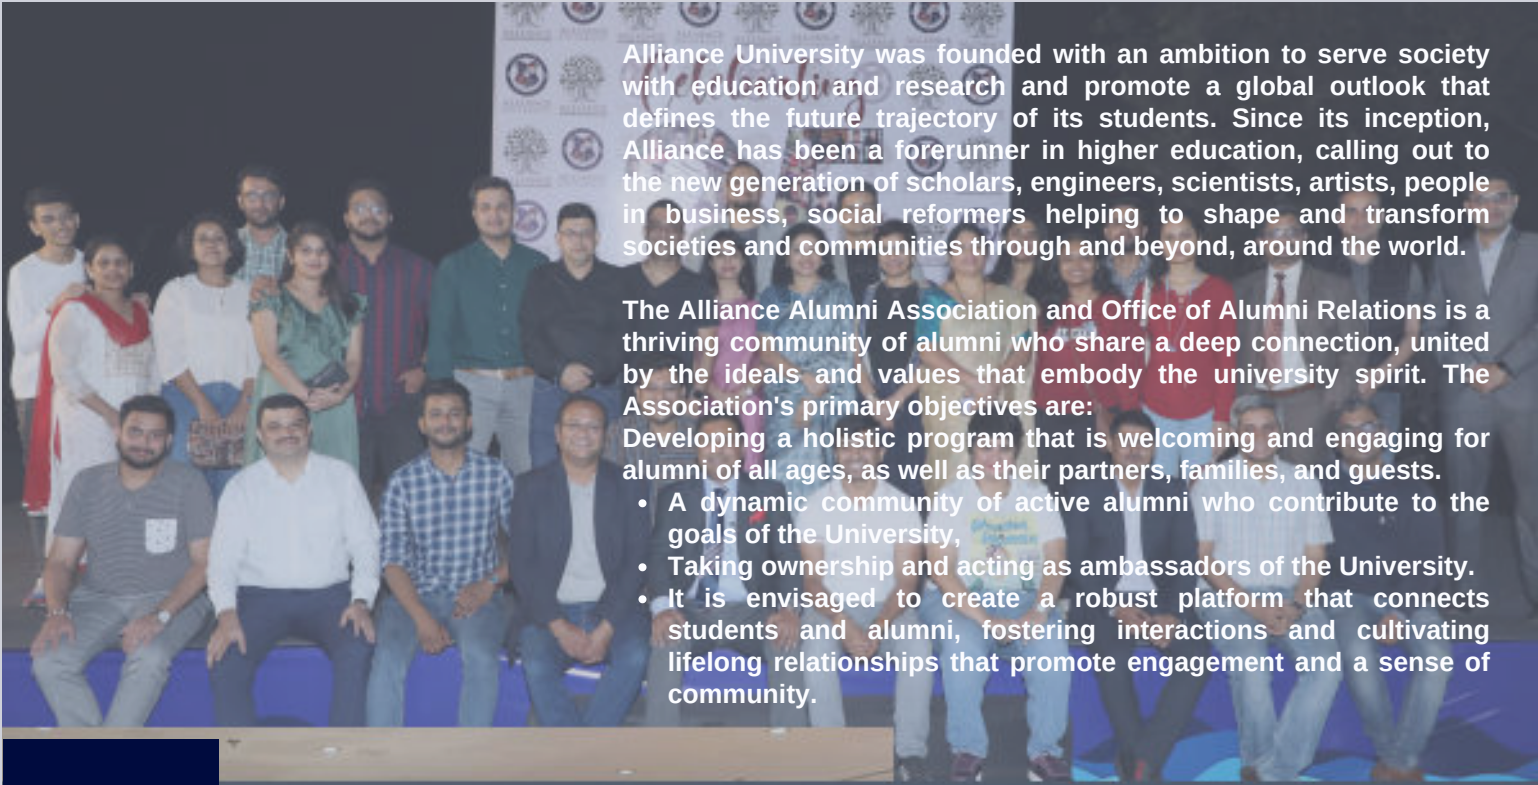 Celebrating
Alliance University was founded with an ambition to serve society
with education and research and promote a global outlook that
defines the future trajectory of its students. Since its inception,
Alliance has been a forerunner in higher education, calling out to
the new generation of scholars, engineers, scientists, artists, people
in business, social reformers helping to shape and transform
societies and communities through and beyond, around the world.
The Alliance Alumni Association and Office of Alumni Relations is a
thriving community of alumni who share a deep connection, united
by the ideals and values that embody the university spirit. The
Association's primary objectives are:
Developing a holistic program that is welcoming and engaging for
alumni of all ages, as well as their partners, families, and guests.
• A dynamic community of active alumni who contribute to the
goals of the University,
• Taking ownership and acting as ambassadors of the University.
• It is envisaged to create a robust platform that connects
students and alumni, fostering interactions and cultivating
lifelong relationships that promote engagement and a sense of
community.